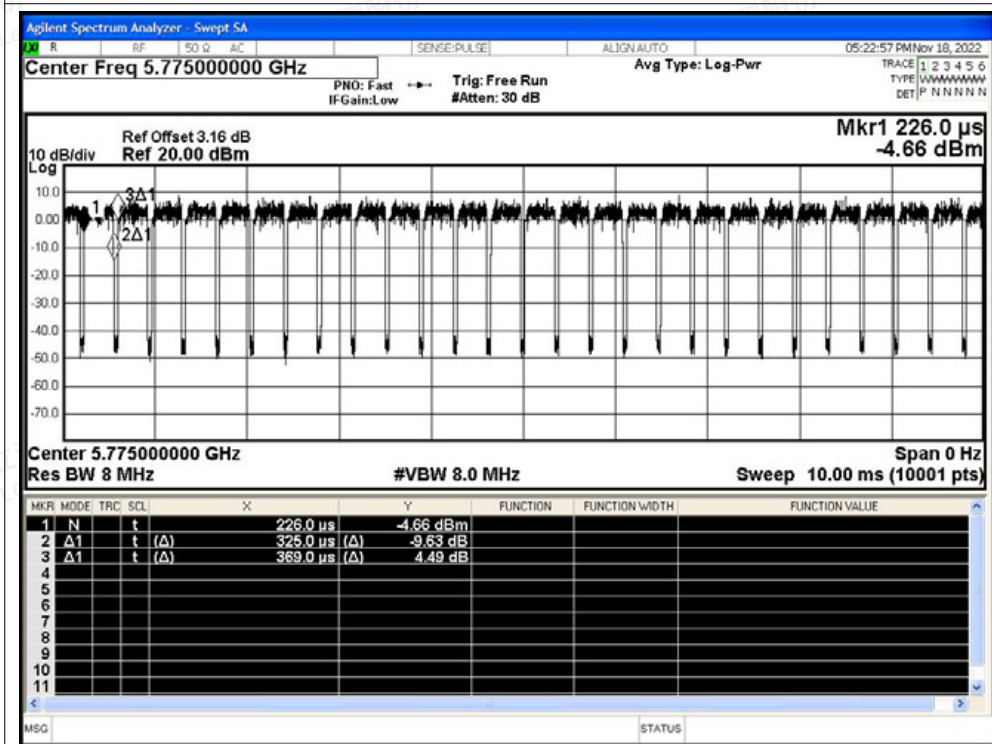 Agilent Spectrum Analyzer - Swept SA
LXI R RF 50 Ω AC SENSE:PULSE ALIGN AUTO 05:22:57 PM Nov 18, 2022
Center Freq 5.775000000 GHz Avg Type: Log-Pwr TRACE 1 2 3 4 5 6
PNO: Fast Trig: Free Run TYPE WWWWWW
IFGain:Low #Atten: 30 dB DET P N N N N N
Mkr1 226.0 µs
Ref Offset 3.16 dB
10 dB/div Ref 20.00 dBm -4.66 dBm
Log
10.0
3Δ1
1
0.00
2Δ1
-10.0
-20.0
-30.0
-40.0
-50.0
-60.0
-70.0
Center 5.775000000 GHz Span 0 Hz
Res BW 8 MHz #VBW 8.0 MHz Sweep 10.00 ms (10001 pts)
MKR MODE TRC SCL X Y FUNCTION FUNCTION WIDTH FUNCTION VALUE
1 N t 226.0 µs -4.66 dBm
2 Δ1 t (Δ) 325.0 µs (Δ) -9.63 dB
3 Δ1 t (Δ) 369.0 µs (Δ) 4.49 dB
4
5
6
7
8
9
10
11
MSG STATUS